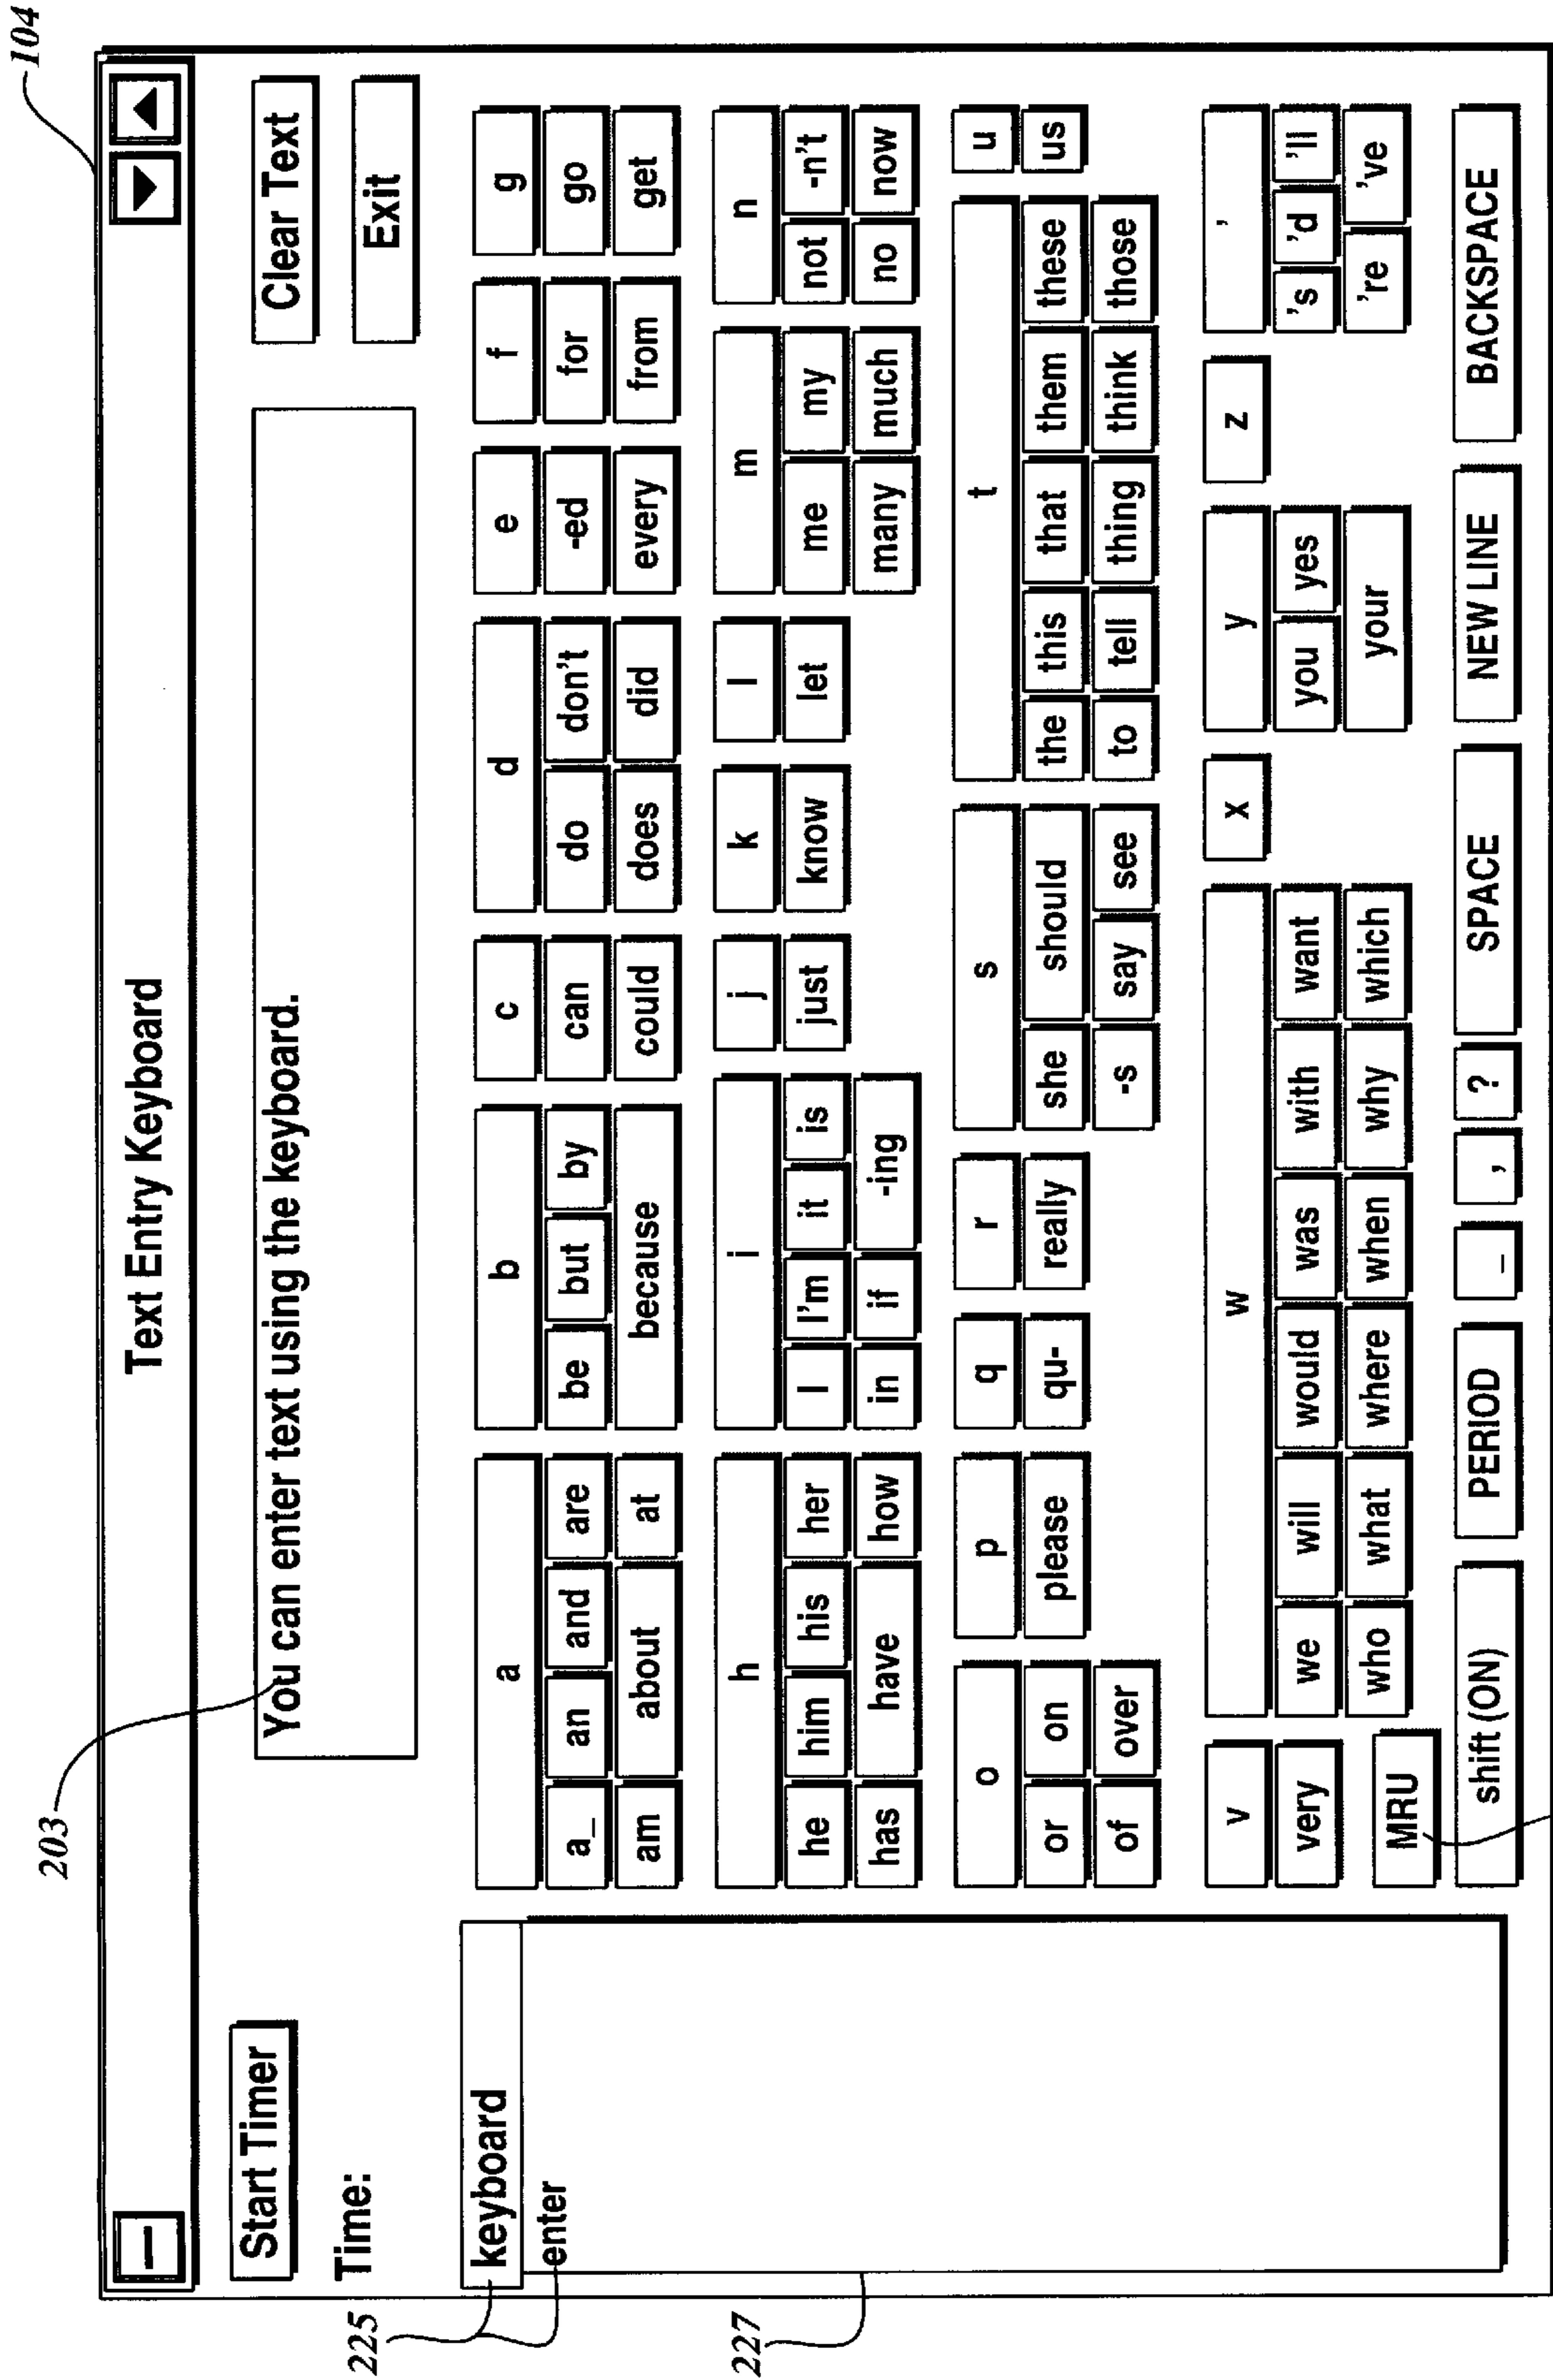 104
Text Entry Keyboard
203
Start Timer
You can enter text using the keyboard.
Clear Text
Time:
Exit
225
keyboard
enter
227
a b c d e f g
a_ an and are be but by can do don't -ed for go
am about at because could does did every from get
h i j k l m n
he him his her I I'm it is just know let me my not -n't
has have how in if -ing many much no now
o p q r s t u
or on please qu- really she should the this that them these us
of over -s say see to tell thing think those
v w x y z '
very we will would was with want you yes 's 'd 'll
who what where when why which your 're 've
MRU
shift (ON) PERIOD _ , ? SPACE NEW LINE BACKSPACE